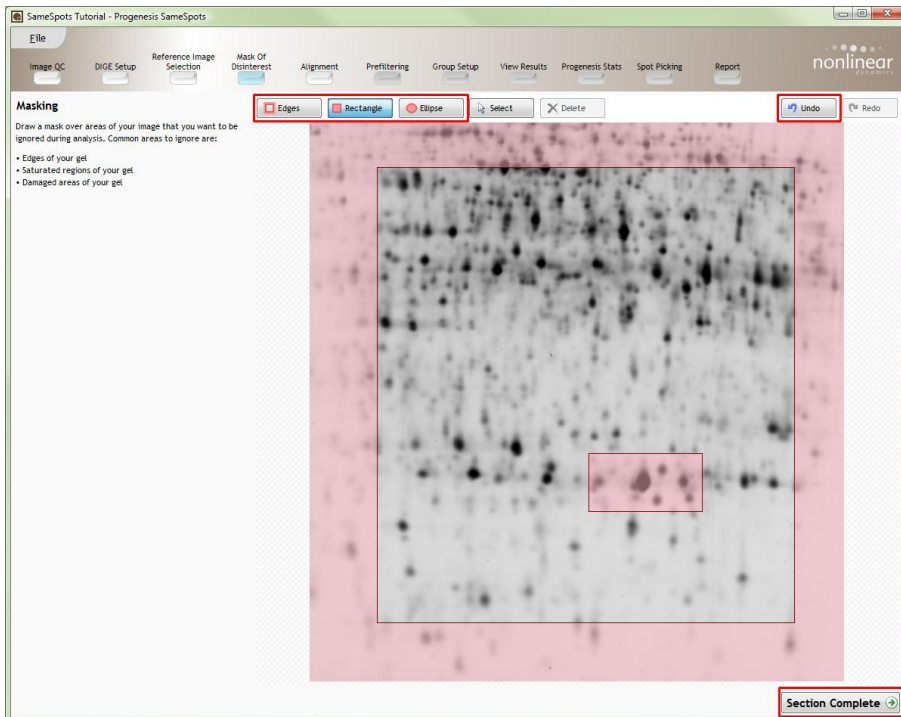 SameSpots Tutorial - Progenesis SameSpots
File
Image QC
DIGE Setup
Reference Image
Selection
Mask Of
Disinterest
Alignment
Prefiltering
Group Setup
View Results
Progenesis Stats
Spot Picking
Report
nonlinear
dynamics
Masking
Edges
Rectangle
Ellipse
Select
Delete
Undo
Redo
Draw a mask over areas of your image that you want to be
ignored during analysis. Common areas to ignore are:
• Edges of your gel
• Saturated regions of your gel
• Damaged areas of your gel
Section Complete